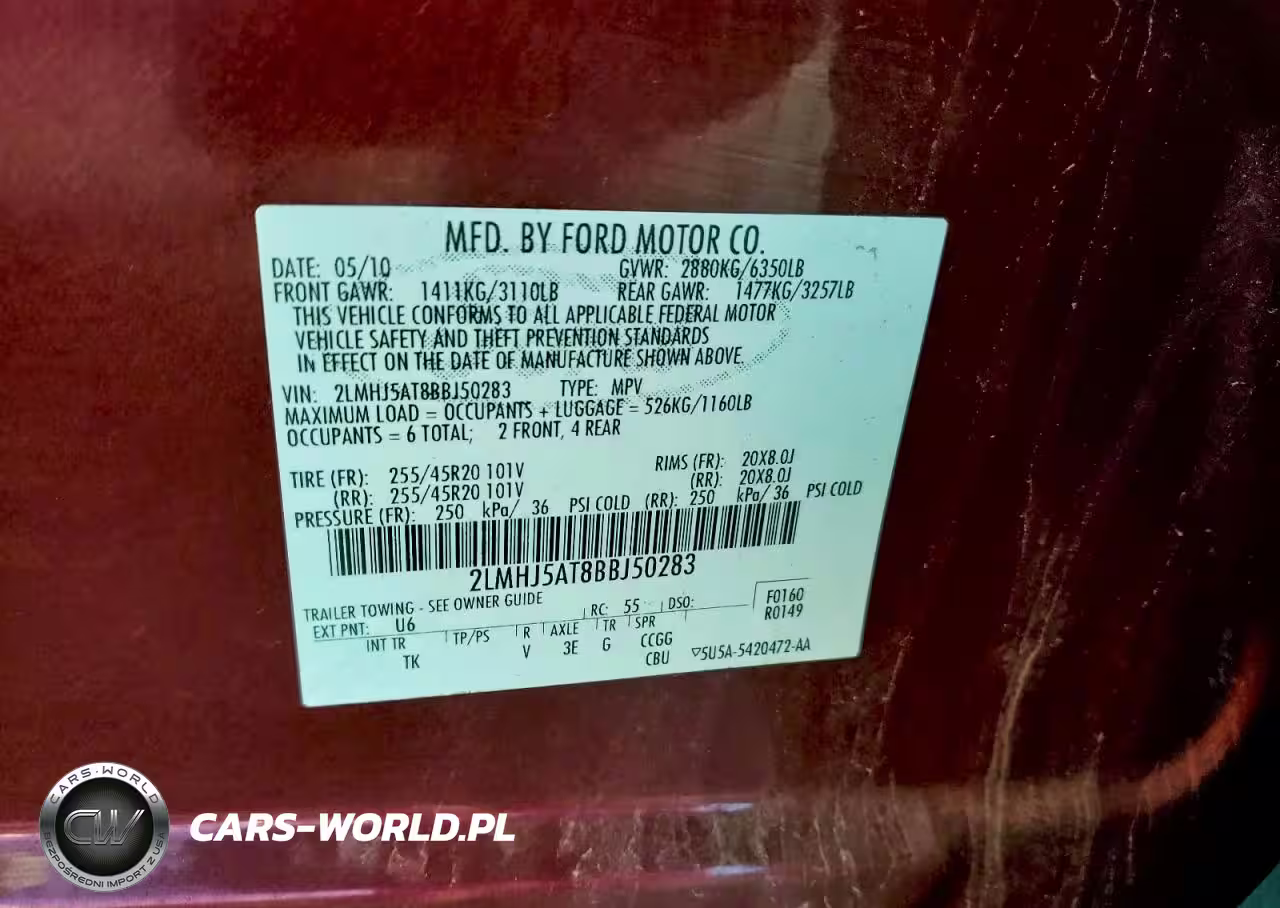 MFD. BY FORD MOTOR CO.
DATE: 05/10 GVWR: 2880KG/6350LB
FRONT GAWR: 1411KG/3110LB REAR GAWR: 1477KG/3257LB
THIS VEHICLE CONFORMS TO ALL APPLICABLE FEDERAL MOTOR
VEHICLE SAFETY AND THEFT PREVENTION STANDARDS
IN EFFECT ON THE DATE OF MANUFACTURE SHOWN ABOVE.
VIN: 2LMHJ5AT8BBJ50283 TYPE: MPV
MAXIMUM LOAD = OCCUPANTS + LUGGAGE = 526KG/1160LB
OCCUPANTS = 6 TOTAL; 2 FRONT, 4 REAR
TIRE (FR): 255/45R20 101V RIMS (FR): 20X8.0J
(RR): 255/45R20 101V (RR): 20X8.0J
PRESSURE (FR): 250 kPa/ 36 PSI COLD (RR): 250 kPa/ 36 PSI COLD
2LMHJ5AT8BBJ50283
TRAILER TOWING - SEE OWNER GUIDE
EXT PNT: U6 RC: 55 DSO: F0160
R0149
INT TR TP/PS R AXLE TR SPR
TK V 3E G CCGG
CBU ▽5U5A-5420472-AA
CARS-WORLD
CW
BEZPOŚREDNI IMPORT Z USA
CARS-WORLD.PL